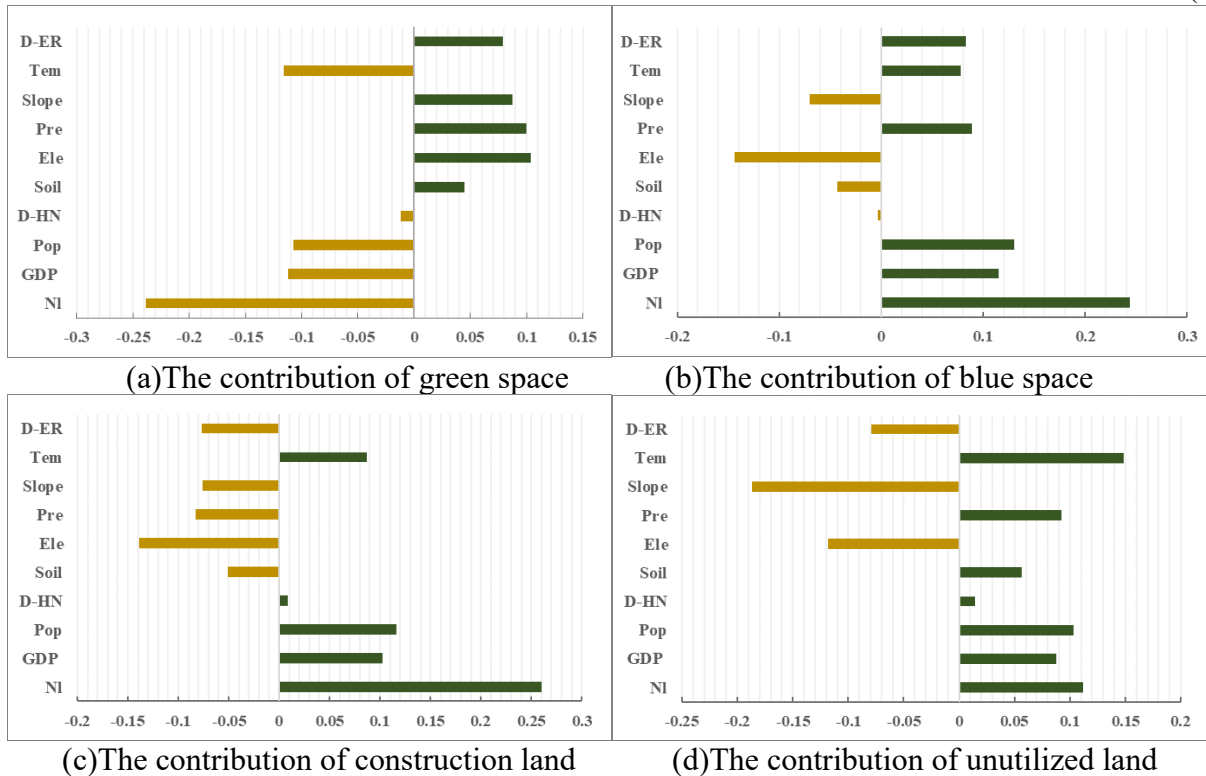 D-ER
Tem
Slope
Pre
Ele
Soil
D-HN
Pop
GDP
Nl
-0.3 -0.25 -0.2 -0.15 -0.1 -0.05 0 0.05 0.1 0.15
(a)The contribution of green space
D-ER
Tem
Slope
Pre
Ele
Soil
D-HN
Pop
GDP
Nl
-0.2 -0.1 0 0.1 0.2 0.3
(b)The contribution of blue space
D-ER
Tem
Slope
Pre
Ele
Soil
D-HN
Pop
GDP
Nl
-0.2 -0.15 -0.1 -0.05 0 0.05 0.1 0.15 0.2 0.25 0.3
(c)The contribution of construction land
D-ER
Tem
Slope
Pre
Ele
Soil
D-HN
Pop
GDP
Nl
-0.25 -0.2 -0.15 -0.1 -0.05 0 0.05 0.1 0.15 0.2
(d)The contribution of unutilized land